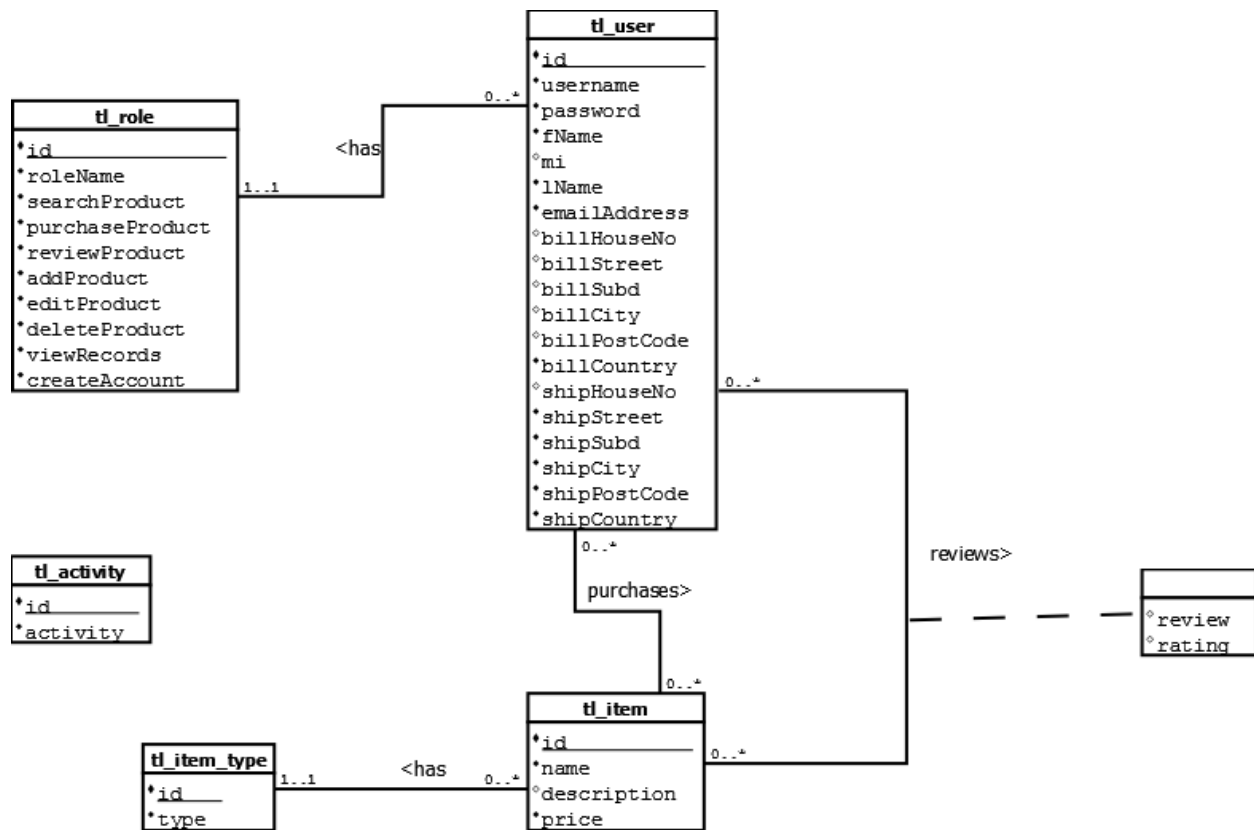 tl_user
id
username
password
fName
mi
lName
emailAddress
billHouseNo
billStreet
billSubd
billCity
billPostCode
billCountry
shipHouseNo
shipStreet
shipSubd
shipCity
shipPostCode
shipCountry
0..*
<has
1..1
tl_role
id
roleName
searchProduct
purchaseProduct
reviewProduct
addProduct
editProduct
deleteProduct
viewRecords
createAccount
0..*
reviews>
0..*
purchases>
0..*
review
rating
tl_activity
id
activity
tl_item
id
name
description
price
0..*
tl_item_type
id
type
1..1
<has
0..*